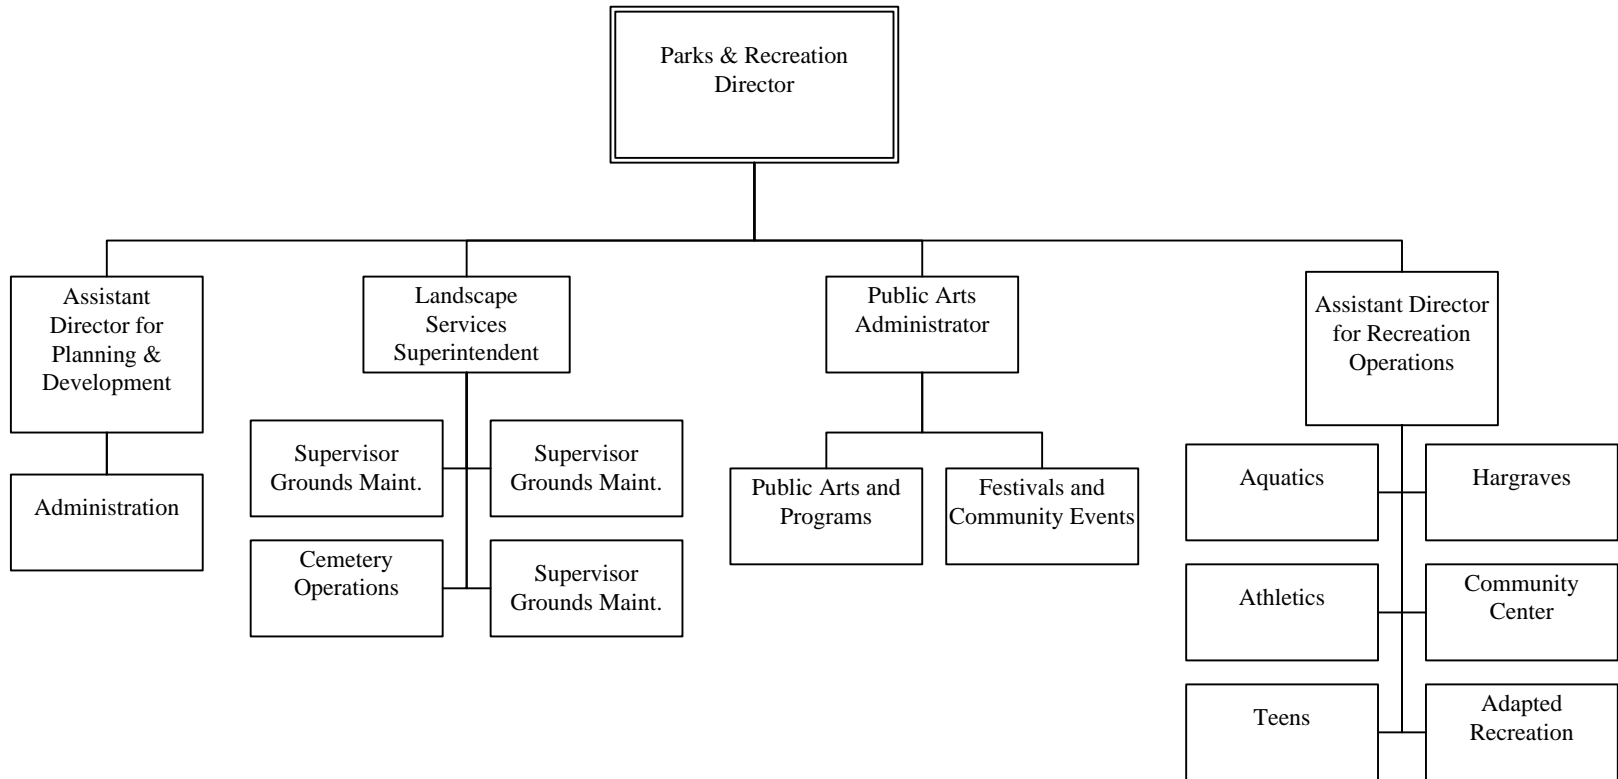 Parks & Recreation
Director
Assistant
Director for
Planning &
Development
Landscape
Services
Superintendent
Public Arts
Administrator
Assistant Director
for Recreation
Operations
Administration
Supervisor
Grounds Maint.
Supervisor
Grounds Maint.
Cemetery
Operations
Supervisor
Grounds Maint.
Public Arts and
Programs
Festivals and
Community Events
Aquatics
Hargraves
Athletics
Community
Center
Teens
Adapted
Recreation